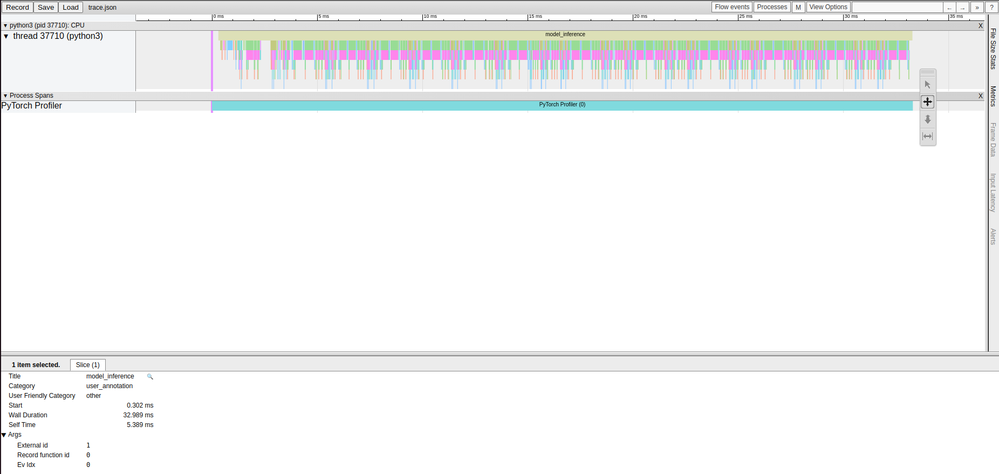 Record Save Load trace.json Flow events Processes M View Options ← → » ?
0 ms 5 ms 10 ms 15 ms 20 ms 25 ms 30 ms 35 ms
▼ python3 (pid 37710): CPU X
▼ thread 37710 (python3)
model_inference
▼ Process Spans X
PyTorch Profiler
PyTorch Profiler (0)
File Size Stats
Metrics
Frame Data
Input Latency
Alerts
1 item selected. Slice (1)
Title model_inference
Category user_annotation
User Friendly Category other
Start 0.302 ms
Wall Duration 32.989 ms
Self Time 5.389 ms
▼ Args
External id 1
Record function id 0
Ev Idx 0